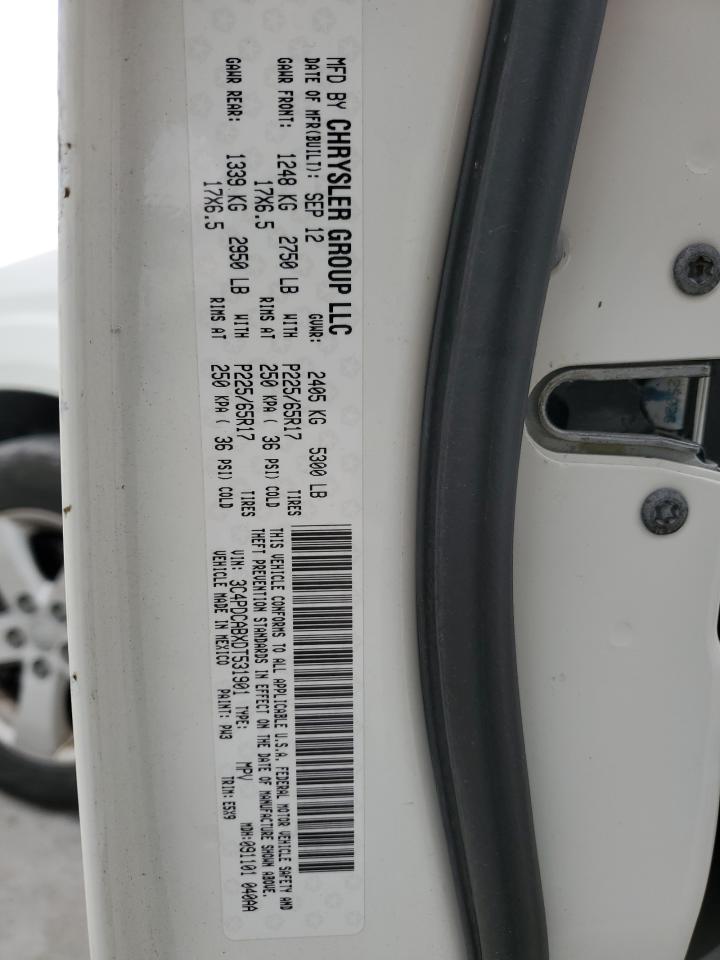 MFD BY CHRYSLER GROUP LLC
DATE OF MFR(BUILT): SEP 12 GVWR: 2405 KG 5300 LB
GAWR FRONT: 1248 KG 2750 LB WITH P225/65R17 TIRES
17X6.5 RIMS AT 250 KPA ( 36 PSI) COLD
GAWR REAR: 1339 KG 2950 LB WITH P225/65R17 TIRES
17X6.5 RIMS AT 250 KPA ( 36 PSI) COLD
THIS VEHICLE CONFORMS TO ALL APPLICABLE U.S.A. FEDERAL MOTOR VEHICLE SAFETY AND
THEFT PREVENTION STANDARDS IN EFFECT ON THE DATE OF MANUFACTURE SHOWN ABOVE.
VIN: 3C4PDCABXDT531901 TYPE: MPV MDH:091101 040AA
VEHICLE MADE IN MEXICO PAINT: PW3 TRIM: E5X9